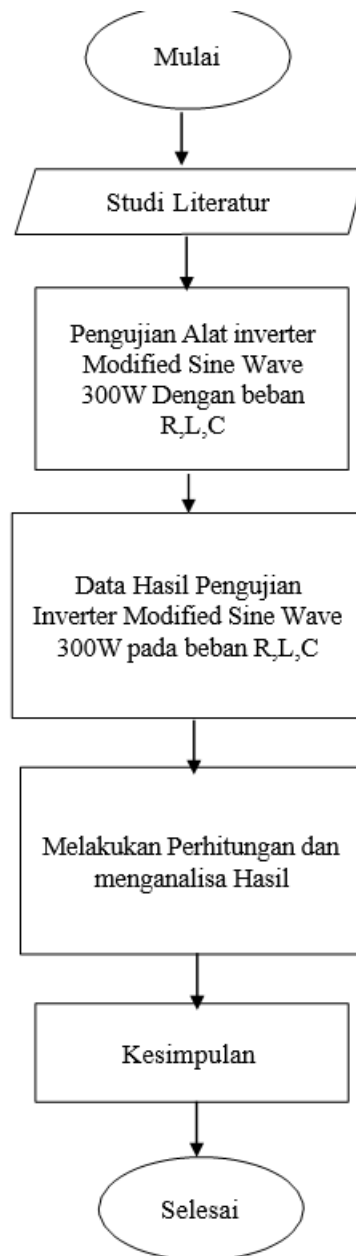 Mulai
Studi Literatur
Pengujian Alat inverter
Modified Sine Wave
300W Dengan beban
R,L,C
Data Hasil Pengujian
Inverter Modified Sine Wave
300W pada beban R,L,C
Melakukan Perhitungan dan
menganalisa Hasil
Kesimpulan
Selesai